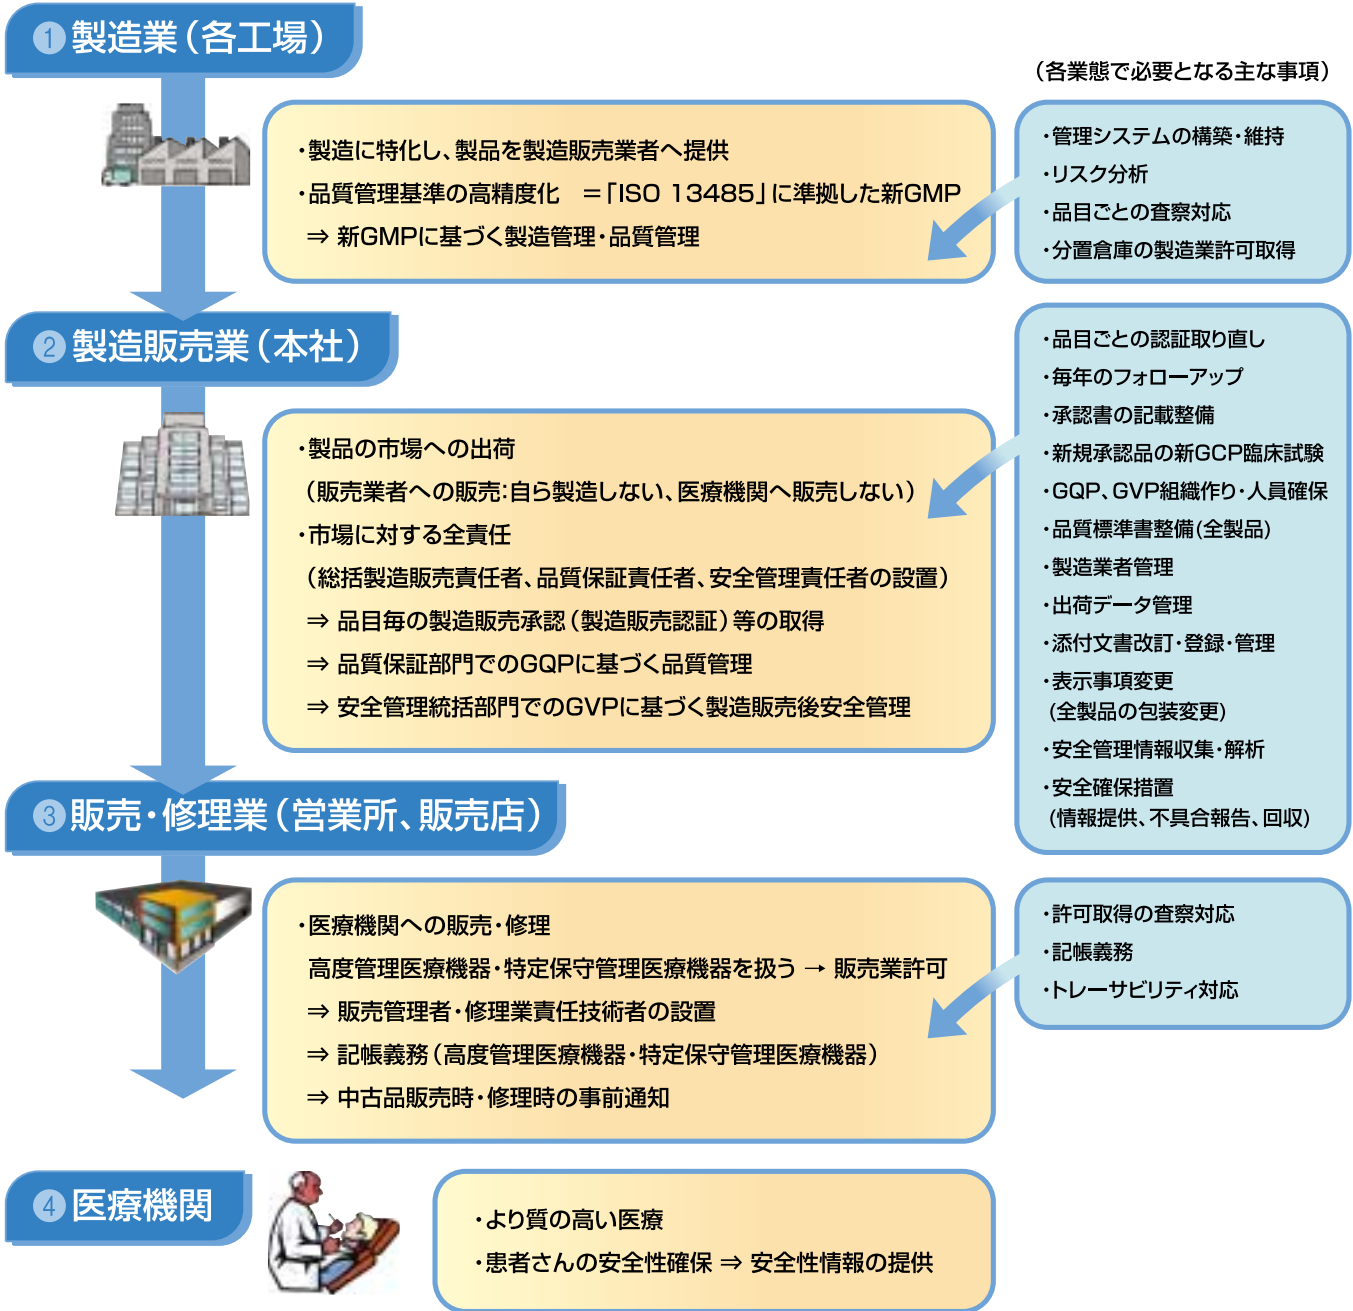 ① 製造業（各工場）
（各業態で必要となる主な事項）
・製造に特化し、製品を製造販売業者へ提供
・品質管理基準の高精度化　＝「ISO 13485」に準拠した新GMP
⇒ 新GMPに基づく製造管理・品質管理
・管理システムの構築・維持
・リスク分析
・品目ごとの査察対応
・分置倉庫の製造業許可取得
② 製造販売業（本社）
・製品の市場への出荷
（販売業者への販売：自ら製造しない、医療機関へ販売しない）
・市場に対する全責任
（総括製造販売責任者、品質保証責任者、安全管理責任者の設置）
⇒ 品目毎の製造販売承認（製造販売認証）等の取得
⇒ 品質保証部門でのGQPに基づく品質管理
⇒ 安全管理統括部門でのGVPに基づく製造販売後安全管理
・品目ごとの認証取り直し
・毎年のフォローアップ
・承認書の記載整備
・新規承認品の新GCP臨床試験
・GQP、GVP組織作り・人員確保
・品質標準書整備(全製品)
・製造業者管理
・出荷データ管理
・添付文書改訂・登録・管理
・表示事項変更
(全製品の包装変更)
・安全管理情報収集・解析
・安全確保措置
(情報提供、不具合報告、回収)
③ 販売・修理業（営業所、販売店）
・医療機関への販売・修理
高度管理医療機器・特定保守管理医療機器を扱う → 販売業許可
⇒ 販売管理者・修理業責任技術者の設置
⇒ 記帳義務（高度管理医療機器・特定保守管理医療機器）
⇒ 中古品販売時・修理時の事前通知
・許可取得の査察対応
・記帳義務
・トレーサビリティ対応
④ 医療機関
・より質の高い医療
・患者さんの安全性確保 ⇒ 安全性情報の提供